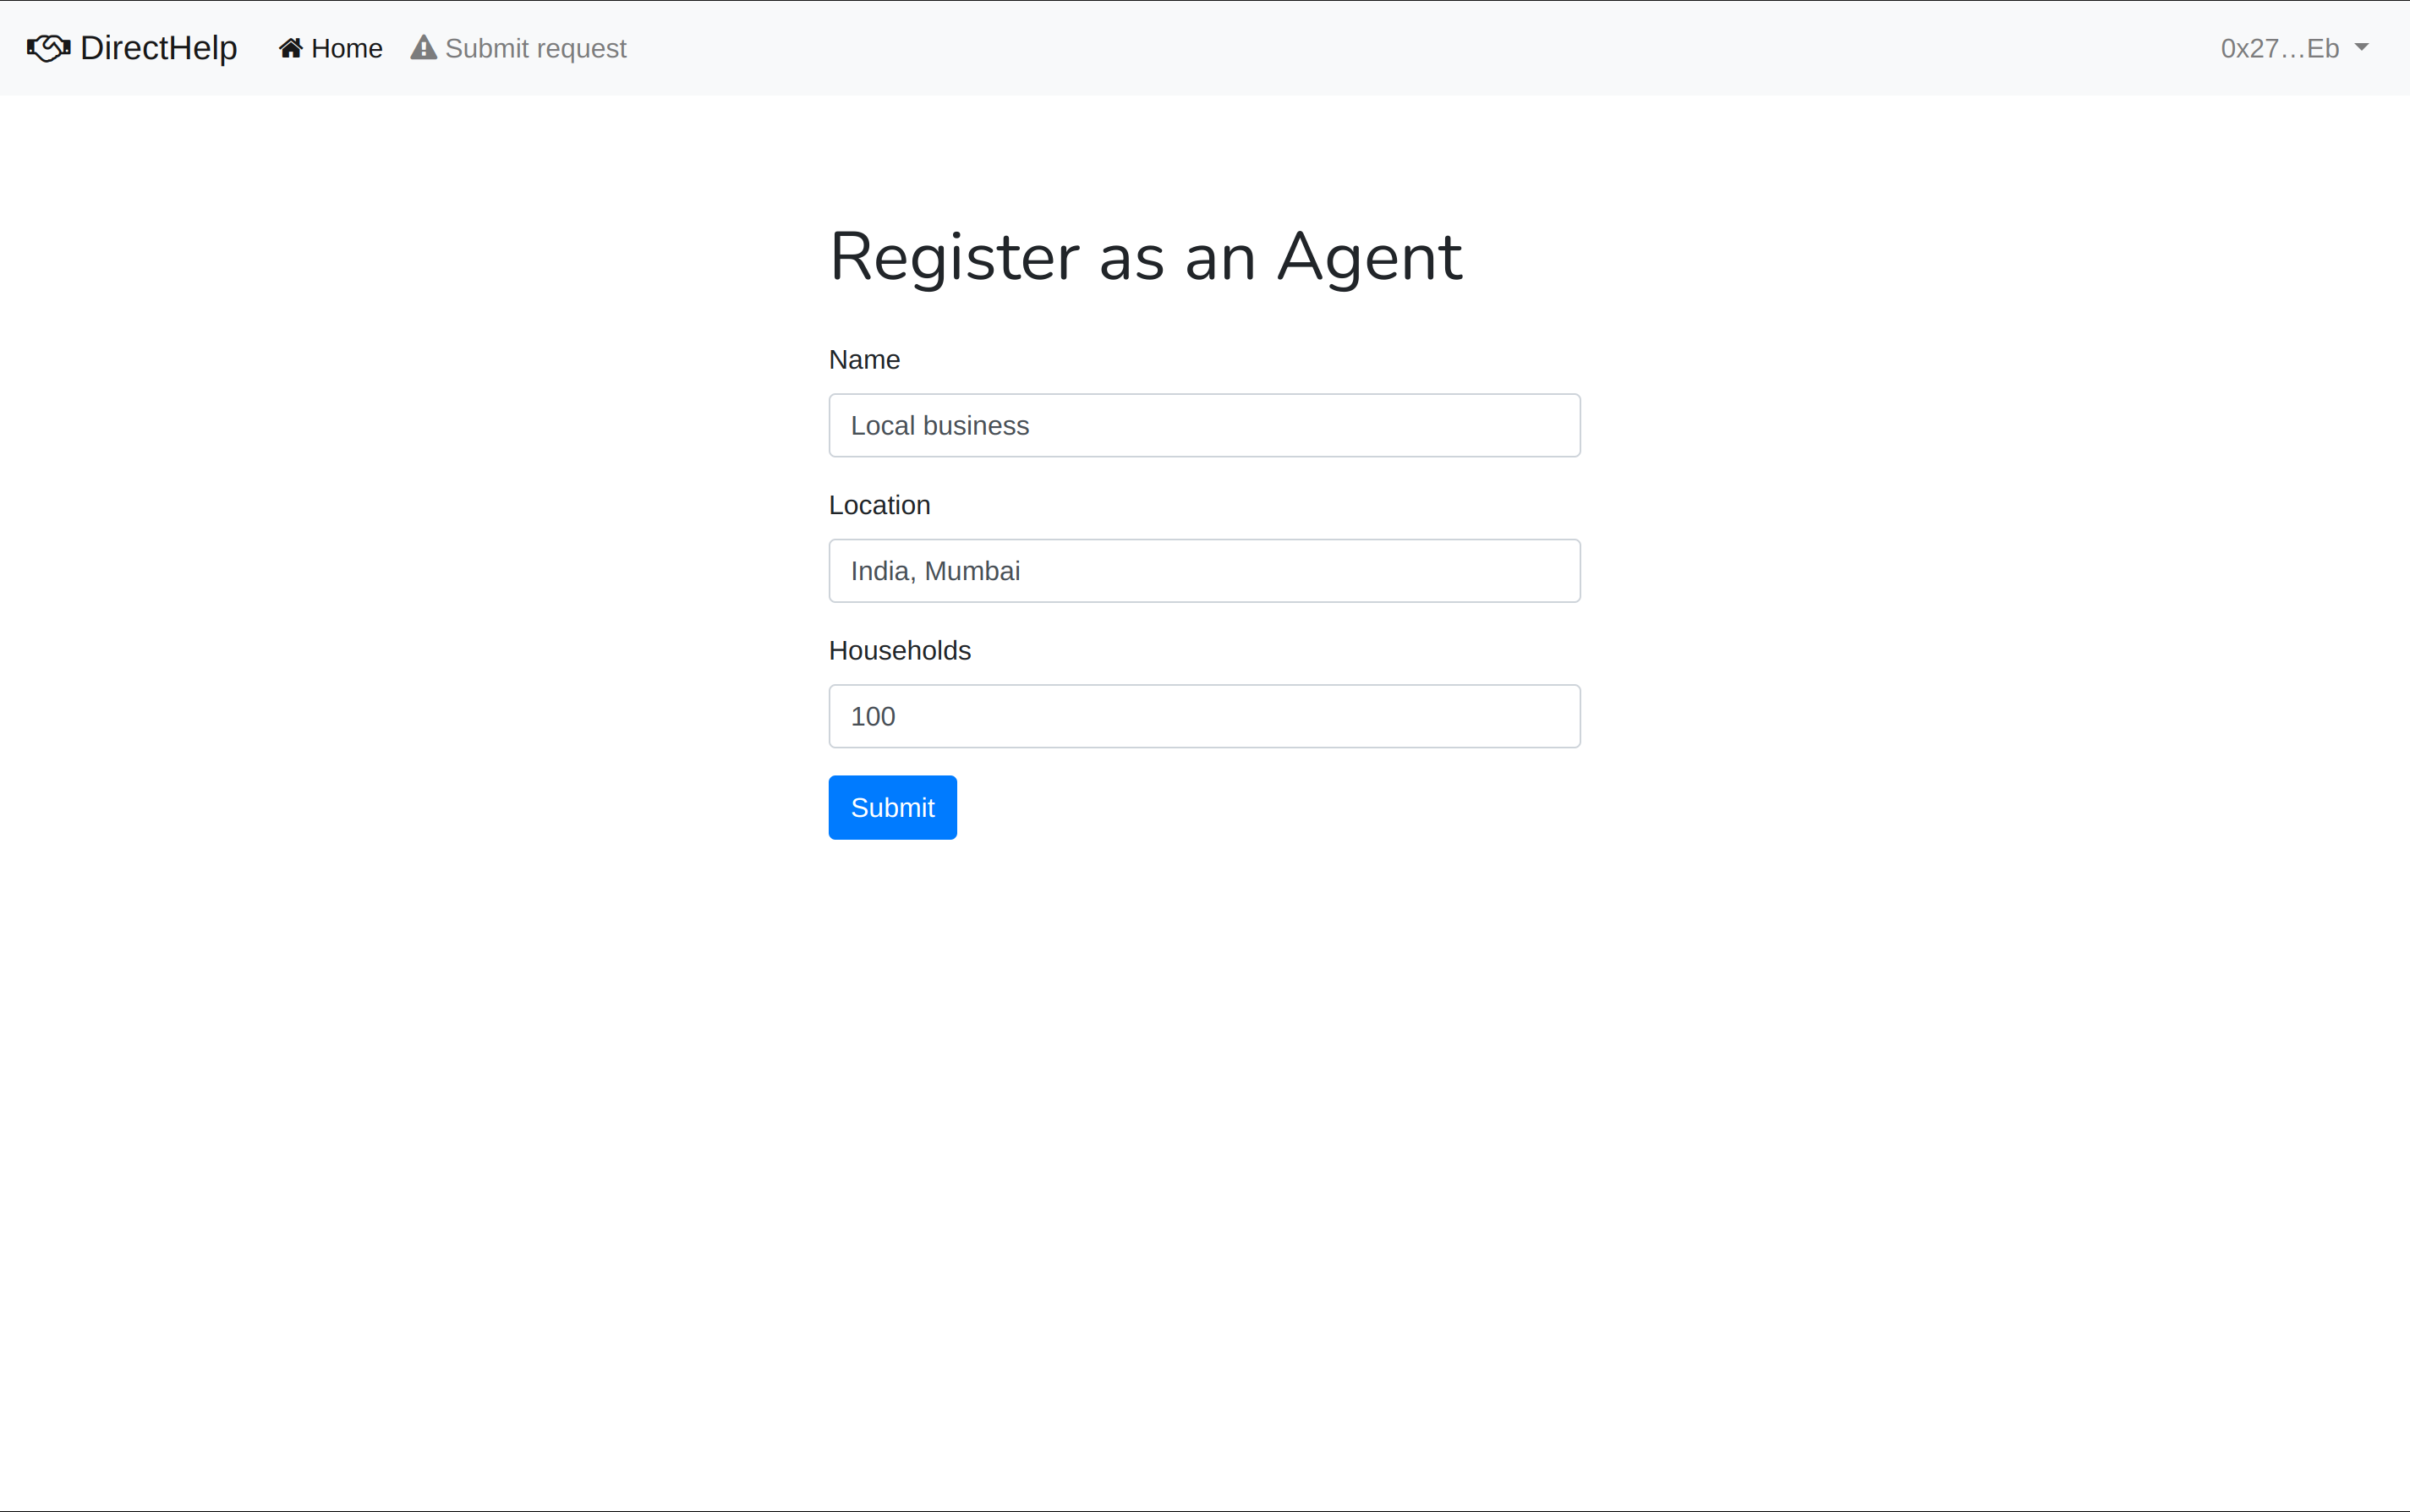 DirectHelp Home Submit request 0x27...Eb
Register as an Agent
Name
Local business
Location
India, Mumbai
Households
100
Submit